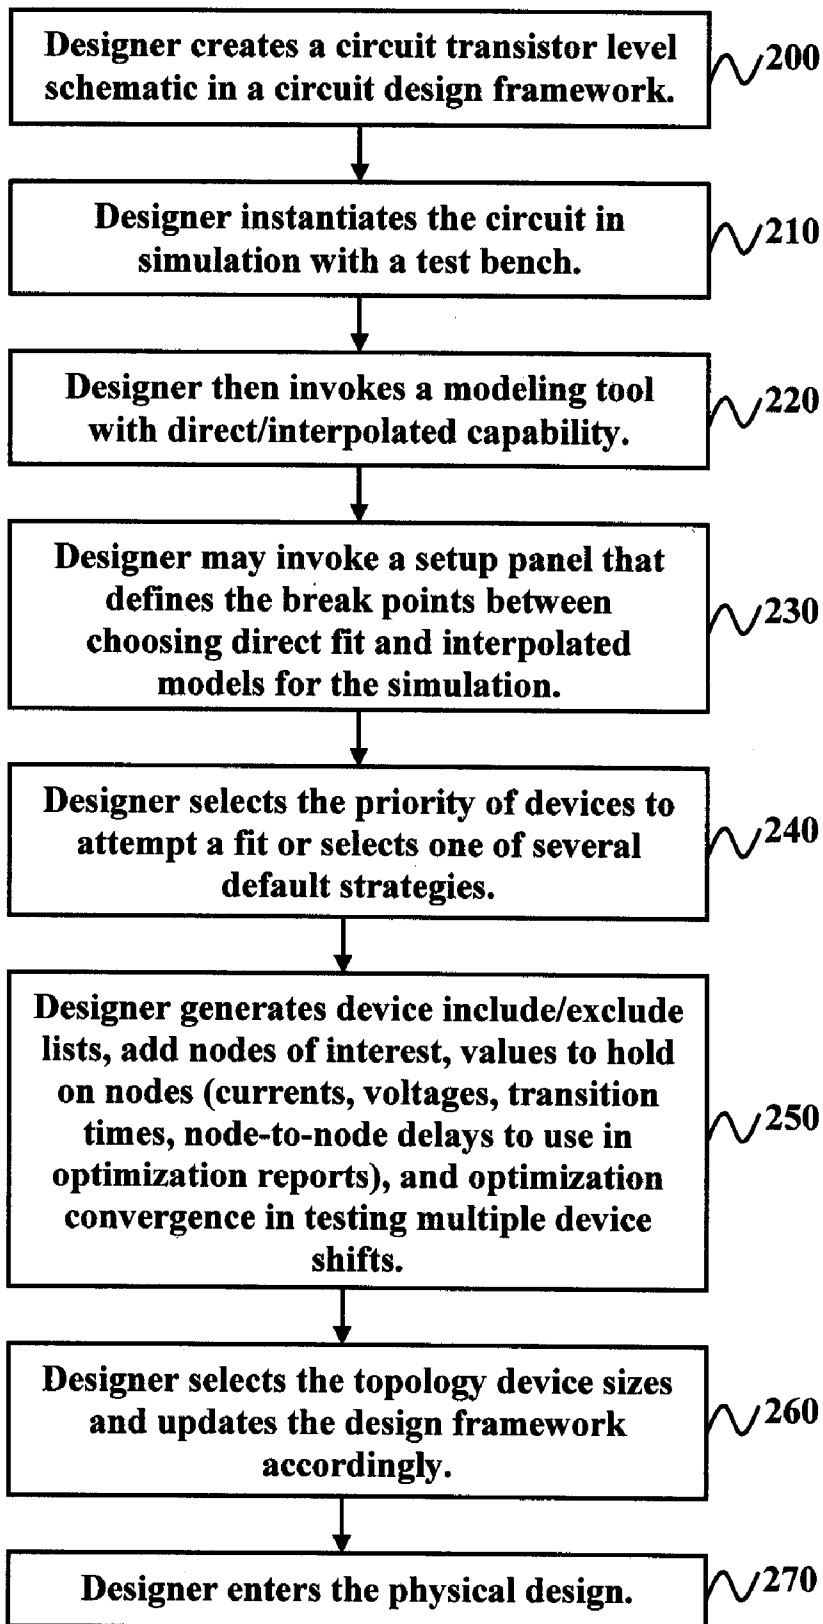 Designer creates a circuit transistor level
schematic in a circuit design framework.
200
Designer instantiates the circuit in
simulation with a test bench.
210
Designer then invokes a modeling tool
with direct/interpolated capability.
220
Designer may invoke a setup panel that
defines the break points between
choosing direct fit and interpolated
models for the simulation.
230
Designer selects the priority of devices to
attempt a fit or selects one of several
default strategies.
240
Designer generates device include/exclude
lists, add nodes of interest, values to hold
on nodes (currents, voltages, transition
times, node-to-node delays to use in
optimization reports), and optimization
convergence in testing multiple device
shifts.
250
Designer selects the topology device sizes
and updates the design framework
accordingly.
260
Designer enters the physical design.
270